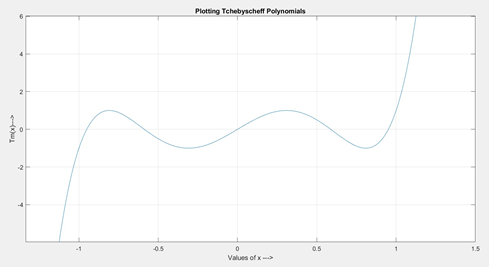 Plotting Tchebyscheff Polynomials
6
4
2
0
-2
-4
Tm(x)--->
-1 -0.5 0 0.5 1 1.5
Values of x --->